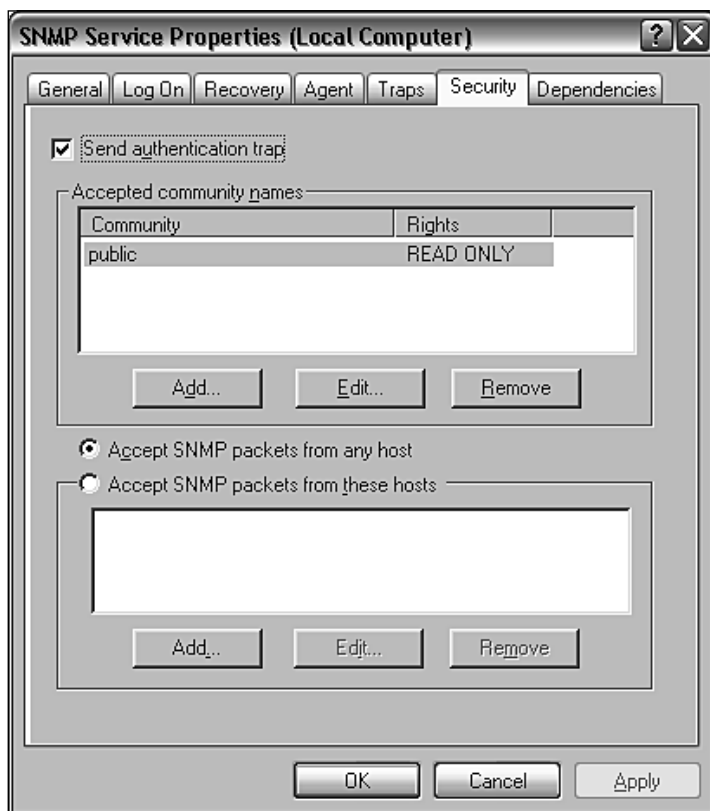 SNMP Service Properties (Local Computer)
General Log On Recovery Agent Traps Security Dependencies
Send authentication trap
Accepted community names
Community Rights
public READ ONLY
Add... Edit... Remove
Accept SNMP packets from any host
Accept SNMP packets from these hosts
Add... Edit... Remove
OK Cancel Apply